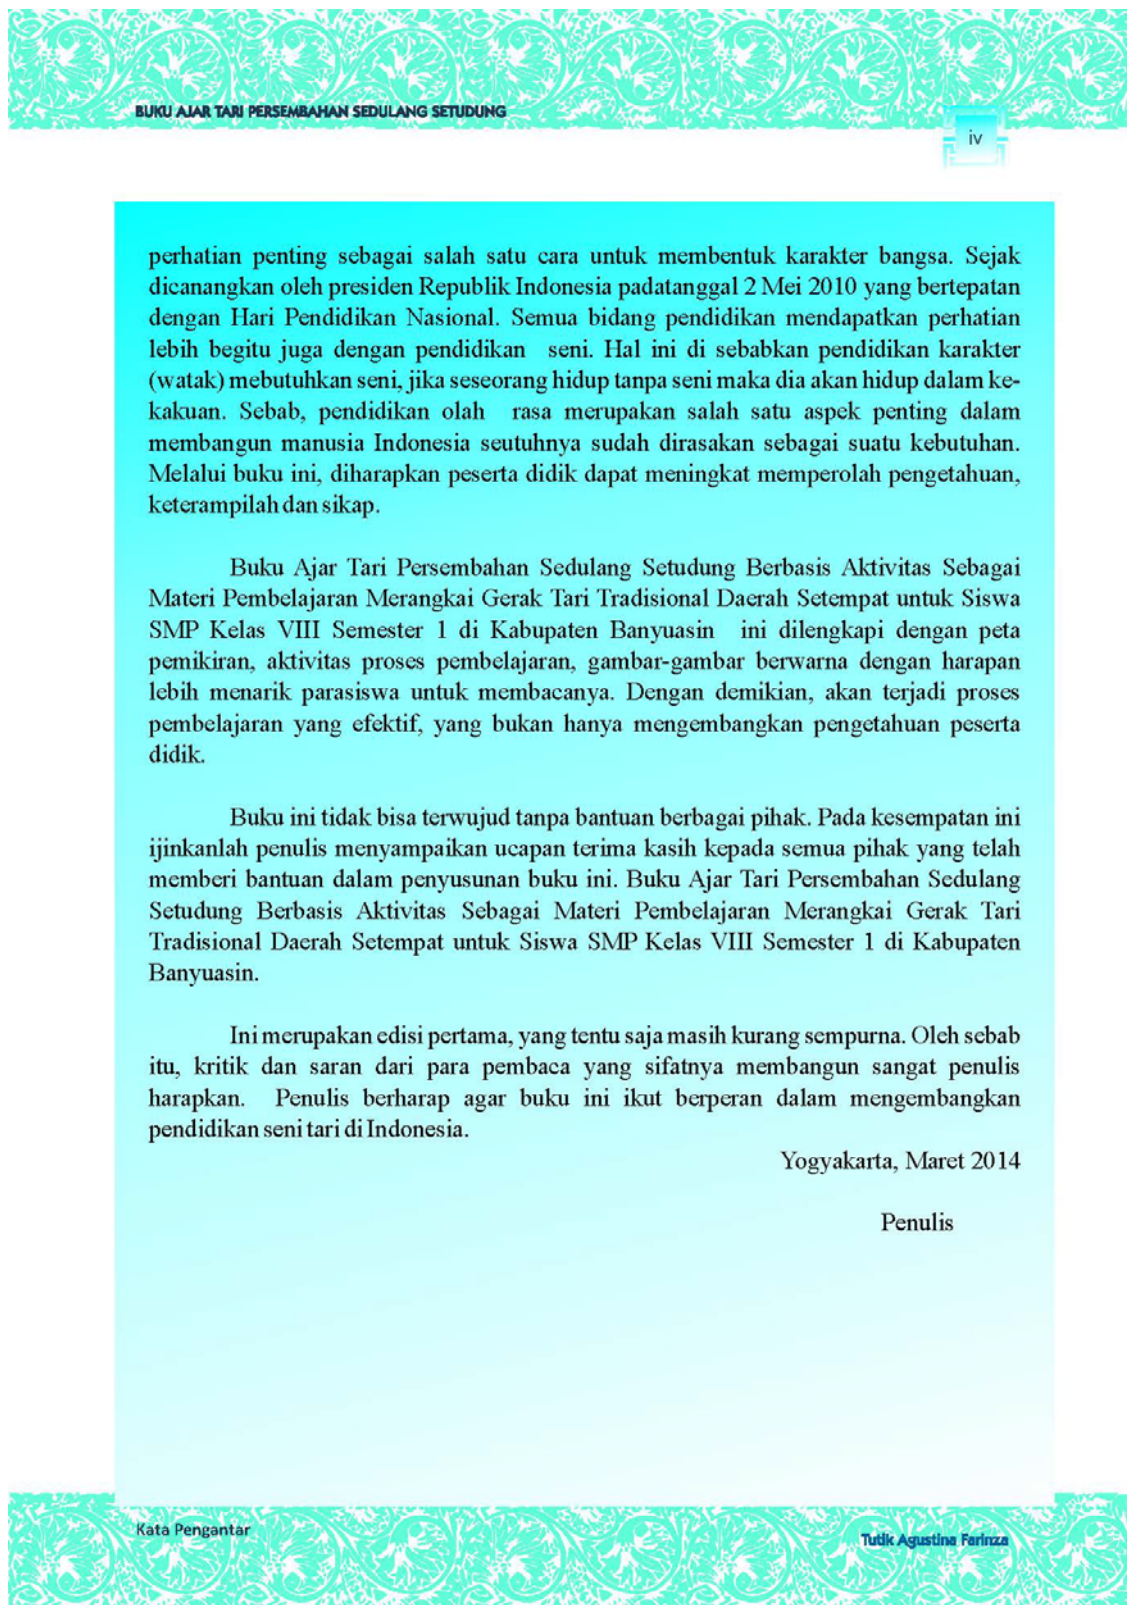 BUKU AJAR TARI PERSEMBAHAN SEDULANG SETUDUNG
iv
perhatian penting sebagai salah satu cara untuk membentuk karakter bangsa. Sejak
dicanangkan oleh presiden Republik Indonesia padatanggal 2 Mei 2010 yang bertepatan
dengan Hari Pendidikan Nasional. Semua bidang pendidikan mendapatkan perhatian
lebih begitu juga dengan pendidikan seni. Hal ini di sebabkan pendidikan karakter
(watak) mebutuhkan seni, jika seseorang hidup tanpa seni maka dia akan hidup dalam ke-
kakuan. Sebab, pendidikan olah rasa merupakan salah satu aspek penting dalam
membangun manusia Indonesia seutuhnya sudah dirasakan sebagai suatu kebutuhan.
Melalui buku ini, diharapkan peserta didik dapat meningkat memperolah pengetahuan,
keterampilah dan sikap.
Buku Ajar Tari Persembahan Sedulang Setudung Berbasis Aktivitas Sebagai
Materi Pembelajaran Merangkai Gerak Tari Tradisional Daerah Setempat untuk Siswa
SMP Kelas VIII Semester 1 di Kabupaten Banyuasin ini dilengkapi dengan peta
pemikiran, aktivitas proses pembelajaran, gambar-gambar berwarna dengan harapan
lebih menarik parasiswa untuk membacanya. Dengan demikian, akan terjadi proses
pembelajaran yang efektif, yang bukan hanya mengembangkan pengetahuan peserta
didik.
Buku ini tidak bisa terwujud tanpa bantuan berbagai pihak. Pada kesempatan ini
ijinkanlah penulis menyampaikan ucapan terima kasih kepada semua pihak yang telah
memberi bantuan dalam penyusunan buku ini. Buku Ajar Tari Persembahan Sedulang
Setudung Berbasis Aktivitas Sebagai Materi Pembelajaran Merangkai Gerak Tari
Tradisional Daerah Setempat untuk Siswa SMP Kelas VIII Semester 1 di Kabupaten
Banyuasin.
Ini merupakan edisi pertama, yang tentu saja masih kurang sempurna. Oleh sebab
itu, kritik dan saran dari para pembaca yang sifatnya membangun sangat penulis
harapkan. Penulis berharap agar buku ini ikut berperan dalam mengembangkan
pendidikan seni tari di Indonesia.
Yogyakarta, Maret 2014
Penulis
Kata Pengantar
Tutik Agustina Farinza